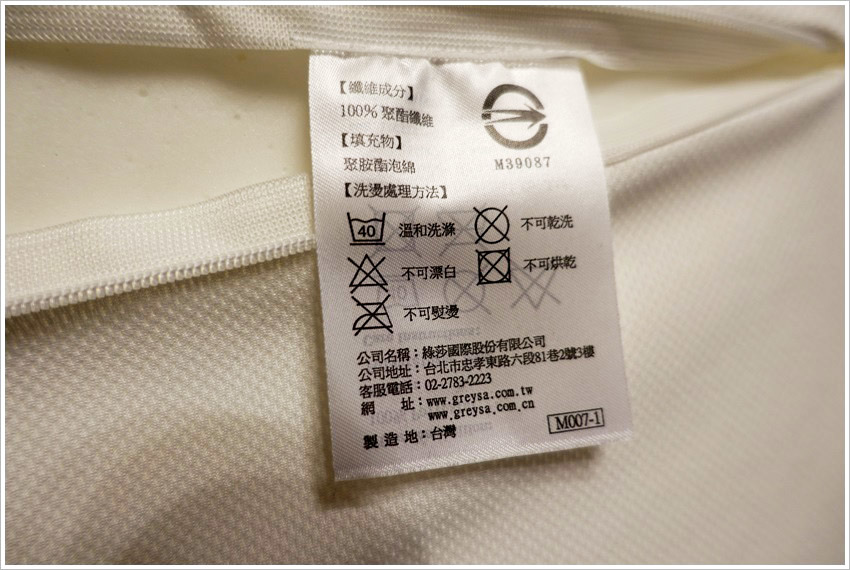 【纖維成分】
100% 聚酯纖維
【填充物】
聚胺酯泡綿
M39087
【洗燙處理方法】
40 溫和洗滌
不可乾洗
不可漂白
不可烘乾
不可熨燙
公司名稱：綠莎國際股份有限公司
公司地址：台北市忠孝東路六段81巷2號3樓
客服電話：02-2783-2223
網 址：www.greysa.com.tw
www.greysa.com.cn
製 造 地：台灣
M007-1
Care Instructions: